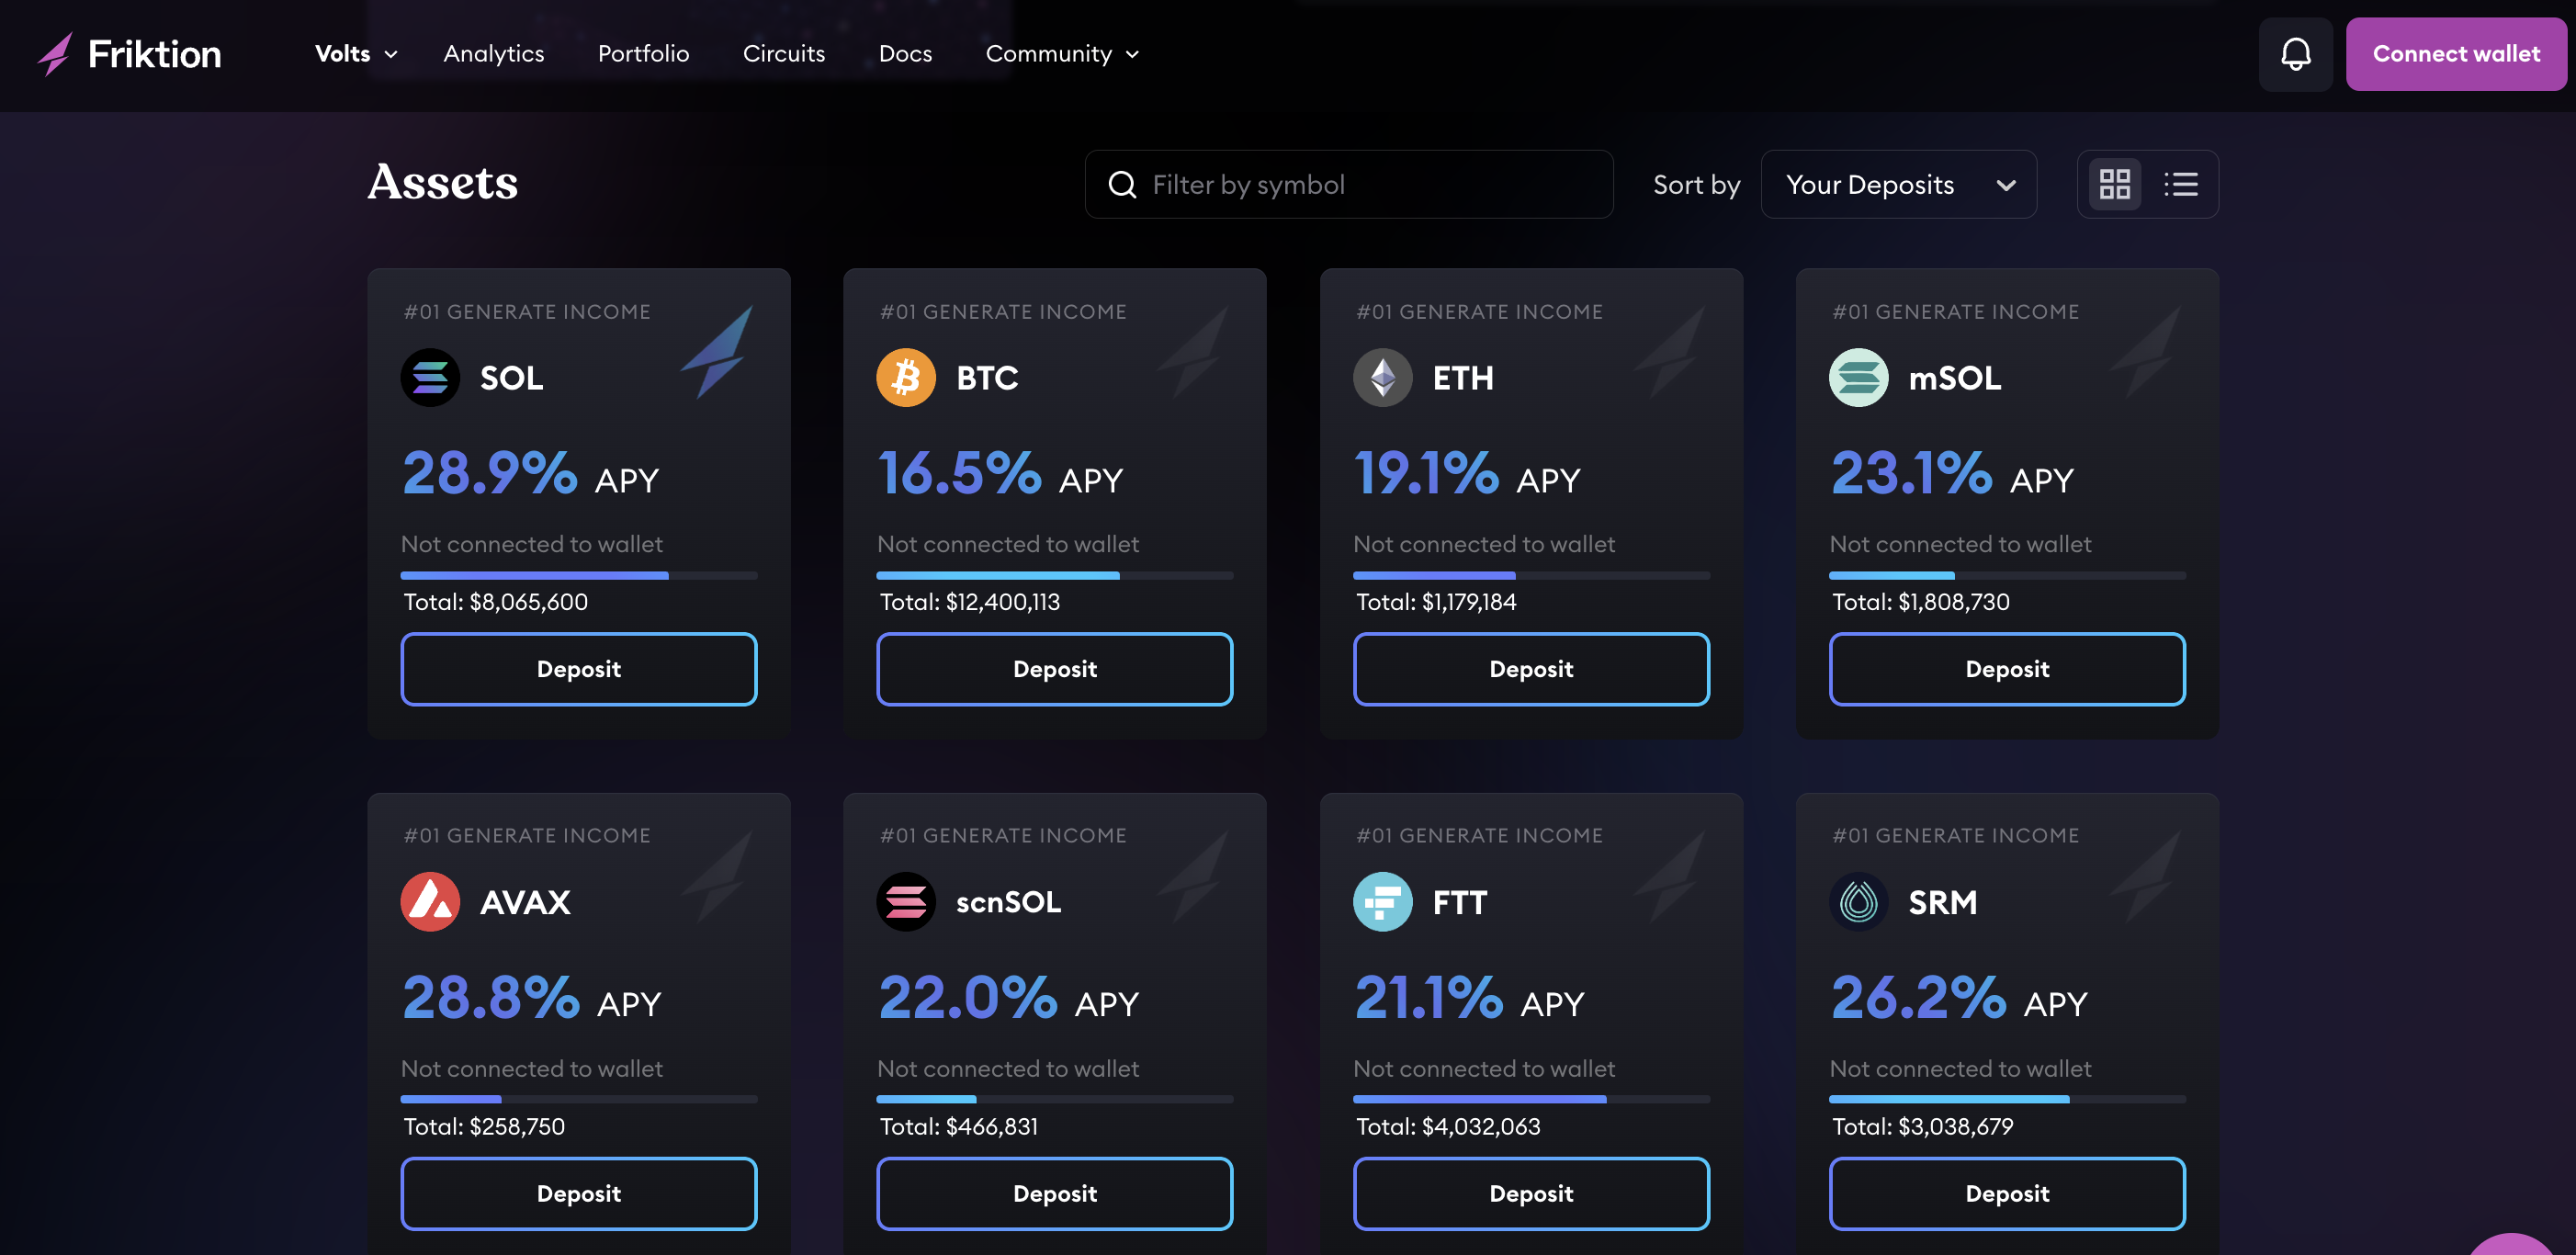 Friktion
Volts
Analytics
Portfolio
Circuits
Docs
Community
Connect wallet
Assets
Filter by symbol
Sort by
Your Deposits
#01 GENERATE INCOME
SOL
28.9% APY
Not connected to wallet
Total: $8,065,600
Deposit
#01 GENERATE INCOME
BTC
16.5% APY
Not connected to wallet
Total: $12,400,113
Deposit
#01 GENERATE INCOME
ETH
19.1% APY
Not connected to wallet
Total: $1,179,184
Deposit
#01 GENERATE INCOME
mSOL
23.1% APY
Not connected to wallet
Total: $1,808,730
Deposit
#01 GENERATE INCOME
AVAX
28.8% APY
Not connected to wallet
Total: $258,750
Deposit
#01 GENERATE INCOME
scnSOL
22.0% APY
Not connected to wallet
Total: $466,831
Deposit
#01 GENERATE INCOME
FTT
21.1% APY
Not connected to wallet
Total: $4,032,063
Deposit
#01 GENERATE INCOME
SRM
26.2% APY
Not connected to wallet
Total: $3,038,679
Deposit